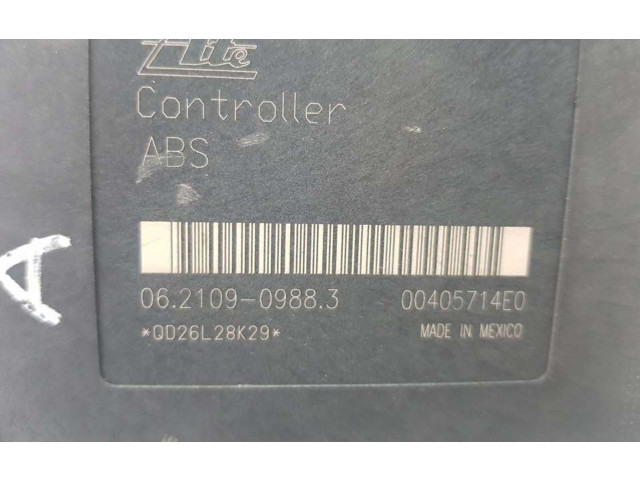 Ate
Controller
ABS
06.2109-0988.3 00405714E0
*QD26L28K29*
MADE IN MEXICO
A